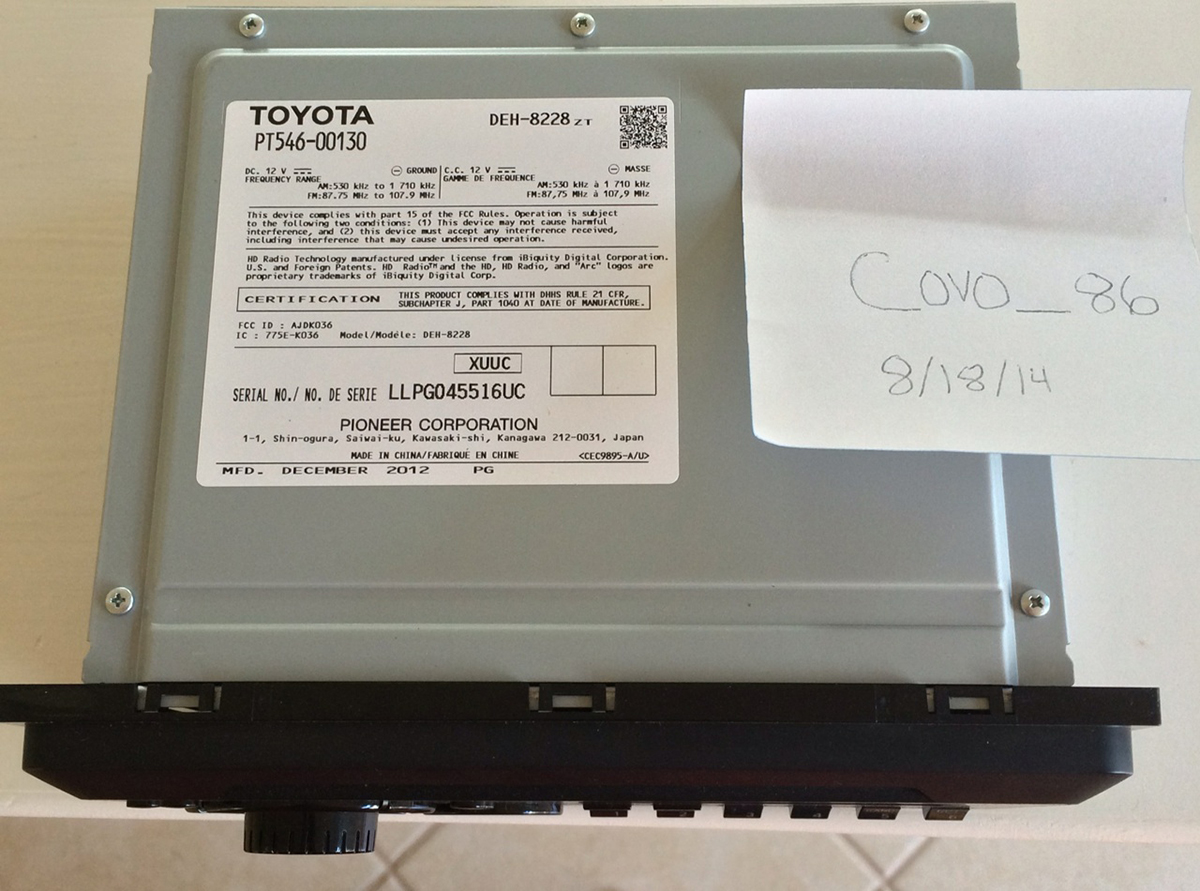 TOYOTA
PT546-00130
DEH-8228 ZT
DC. 12 V GROUND
FREQUENCY RANGE
AM:530 kHz to 1 710 kHz
FM:87.75 MHz to 107.9 MHz
C.C. 12 V MASSE
GAMME DE FREQUENCE
AM:530 kHz à 1 710 kHz
FM:87,75 MHz à 107,9 MHz
This device complies with part 15 of the FCC Rules. Operation is subject
to the following two conditions: (1) This device may not cause harmful
interference, and (2) this device must accept any interference received,
including interference that may cause undesired operation.
HD Radio Technology manufactured under license from iBiquity Digital Corporation.
U.S. and Foreign Patents. HD Radio™ and the HD, HD Radio, and "Arc" logos are
proprietary trademarks of iBiquity Digital Corp.
CERTIFICATION
THIS PRODUCT COMPLIES WITH DHHS RULE 21 CFR,
SUBCHAPTER J, PART 1040 AT DATE OF MANUFACTURE.
FCC ID : AJDK036
IC : 775E-K036 Model/Modéle: DEH-8228
XUUC
SERIAL NO./ NO. DE SERIE LLPG045516UC
PIONEER CORPORATION
1-1, Shin-ogura, Saiwai-ku, Kawasaki-shi, Kanagawa 212-0031, Japan
MADE IN CHINA/FABRIQUÉ EN CHINE <CEC9895-A/U>
MFD. DECEMBER 2012 PG
Covo_86
8/18/14